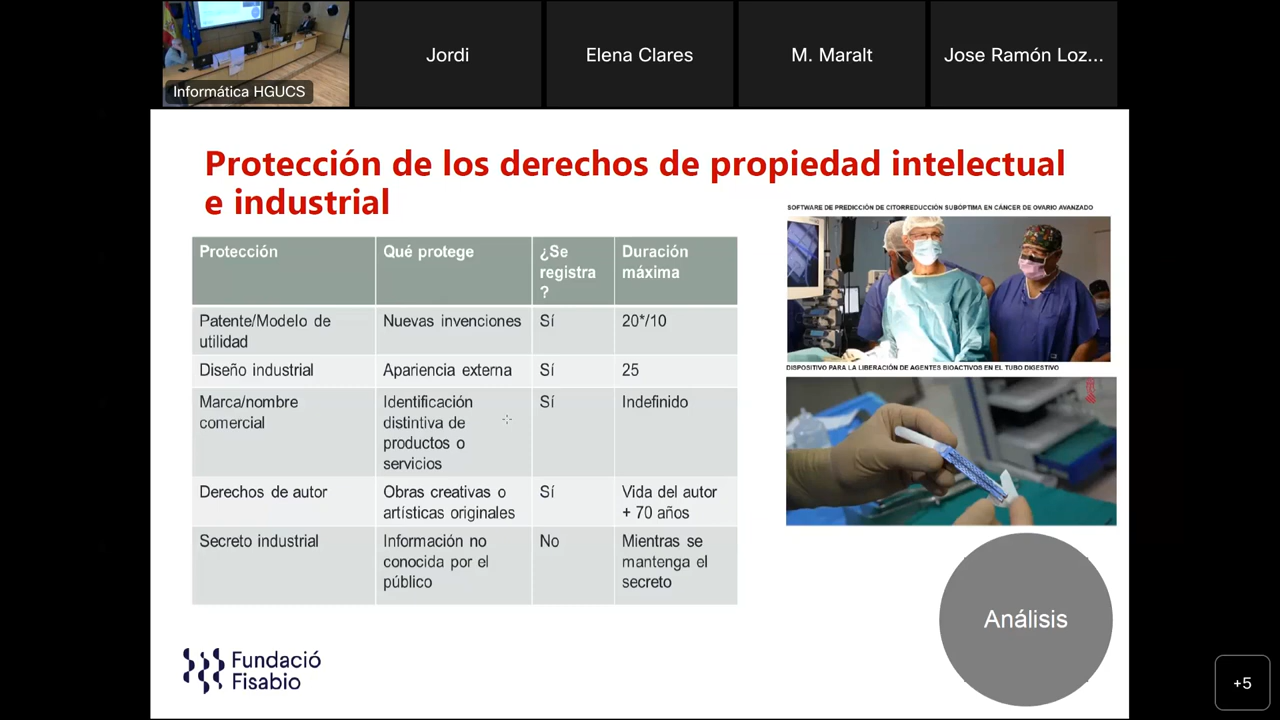 Informática HGUCS
Jordi
Elena Clares
M. Maralt
Jose Ramón Loz...
Protección de los derechos de propiedad intelectual
e industrial
SOFTWARE DE PREDICCIÓN DE CITORREDUCCIÓN SUBÓPTIMA EN CÁNCER DE OVARIO AVANZADO
Protección
Qué protege
¿Se
registra
?
Duración
máxima
Patente/Modelo de
utilidad
Nuevas invenciones
Sí
20*/10
Diseño industrial
Apariencia externa
Sí
25
Marca/nombre
comercial
Identificación
distintiva de
productos o
servicios
Sí
Indefinido
Derechos de autor
Obras creativas o
artísticas originales
Sí
Vida del autor
+ 70 años
Secreto industrial
Información no
conocida por el
público
No
Mientras se
mantenga el
secreto
DISPOSITIVO PARA LA LIBERACIÓN DE AGENTES BIOACTIVOS EN EL TUBO DIGESTIVO
Análisis
Fundació
Fisabio
+5